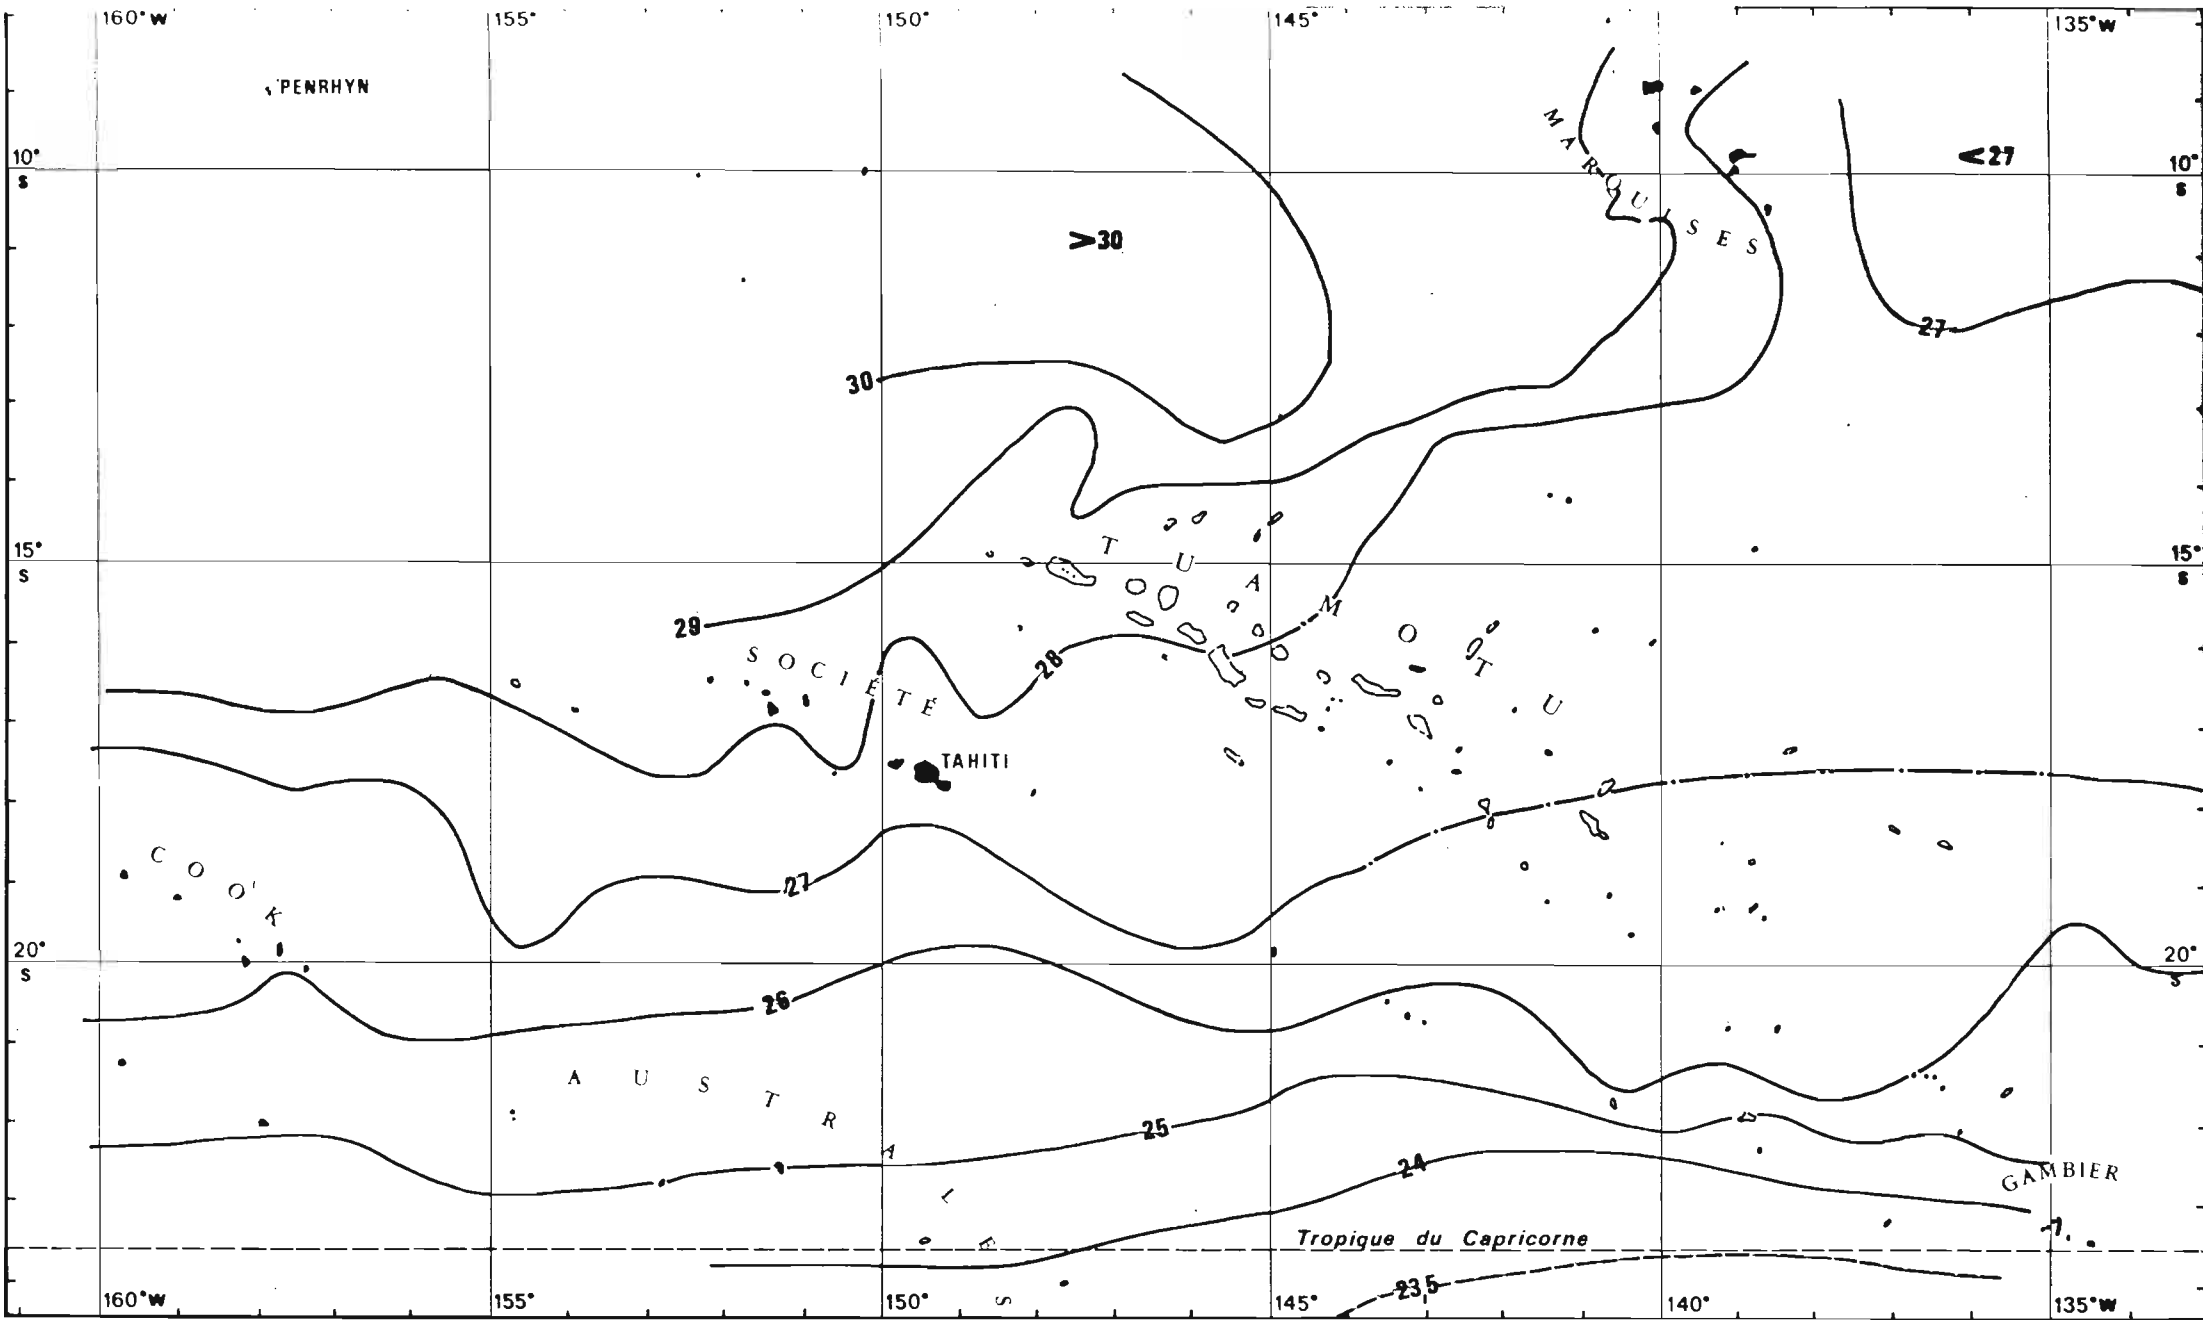 160°W 155° 150° 145° 135°W
PENRHYN
MARQUISES
10° S
<27
10° S
>30
27
30
15° S
TUAMOTU
15° S
29
SOCIÉTÉ
28
TAHITI
COOK
27
20° S
20° S
26
AUSTRALES
25
24
GAMBIER
Tropique du Capricorne
23,5
160°W 155° 150° 145° 140° 135°W